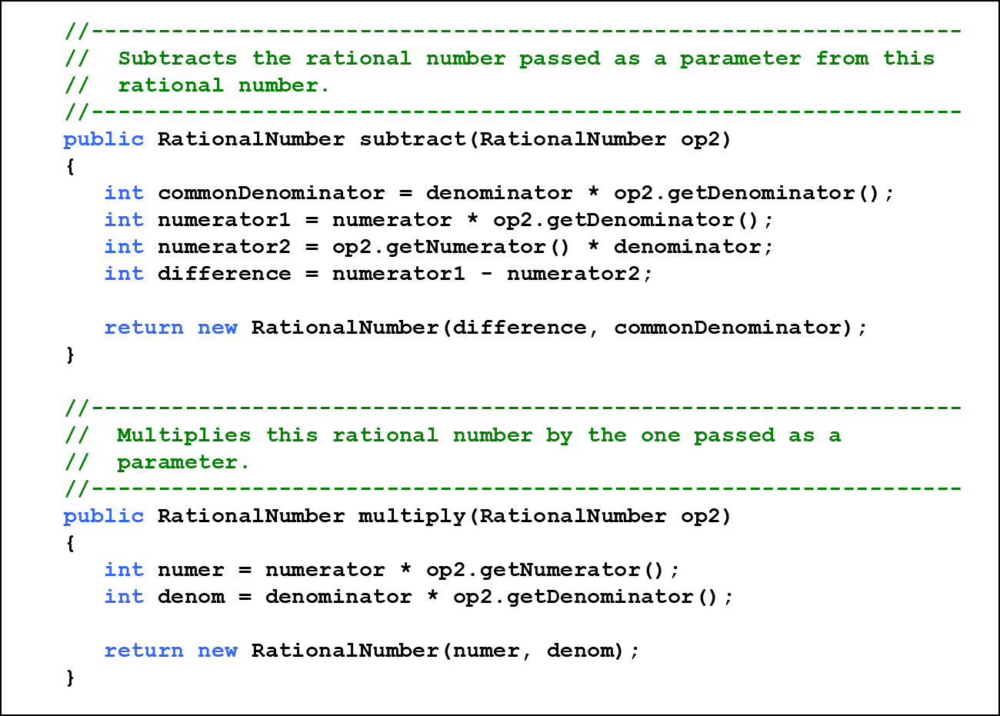 //-----------------------------------------------------------------
//  Subtracts the rational number passed as a parameter from this
//  rational number.
//-----------------------------------------------------------------
public RationalNumber subtract(RationalNumber op2)
{
   int commonDenominator = denominator * op2.getDenominator();
   int numerator1 = numerator * op2.getDenominator();
   int numerator2 = op2.getNumerator() * denominator;
   int difference = numerator1 - numerator2;

   return new RationalNumber(difference, commonDenominator);
}

//-----------------------------------------------------------------
//  Multiplies this rational number by the one passed as a
//  parameter.
//-----------------------------------------------------------------
public RationalNumber multiply(RationalNumber op2)
{
   int numer = numerator * op2.getNumerator();
   int denom = denominator * op2.getDenominator();

   return new RationalNumber(numer, denom);
}